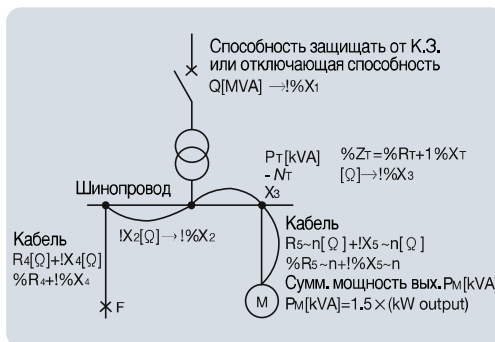 Способность защищать от К.З.
или отключающая способность
Q[MVA] →!%X1
PT[kVA] %ZT=%RT+1%XT
- NT [Ω]→!%X3
X3
Шинопровод
!X2[Ω]→!%X2
Кабель
R4[Ω]+!X4[Ω]
%R4+!%X4
F
Кабель
R5~n[Ω]+!X5~n[Ω]
%R5~n+!%X5~n
Сумм. мощность вых. PM[kVA
M
PM[kVA]=1.5×(kW output)